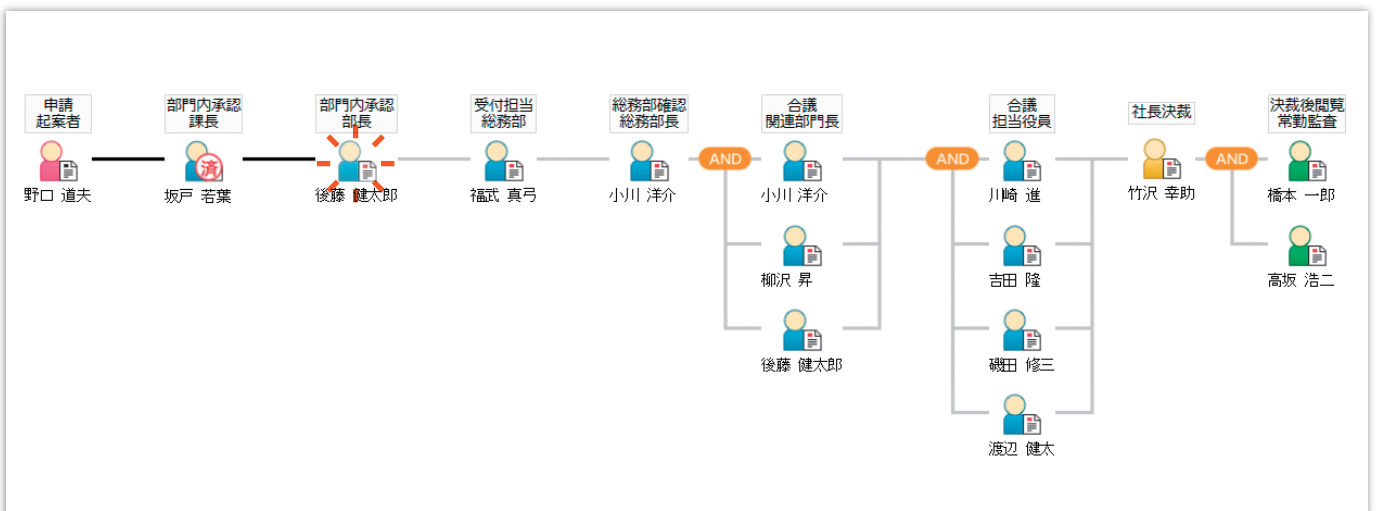 申請
起案者
部門内承認
課長
部門内承認
部長
受付担当
総務部
総務部確認
総務部長
合議
関連部門長
合議
担当役員
社長決裁
決裁後閲覧
常勤監査
済
AND
AND
AND
野口 道夫
坂戸 若葉
後藤 健太郎
福武 真弓
小川 洋介
小川 洋介
川崎 進
竹沢 幸助
橋本 一郎
柳沢 昇
吉田 隆
高坂 浩二
後藤 健太郎
磯田 修三
渡辺 健太